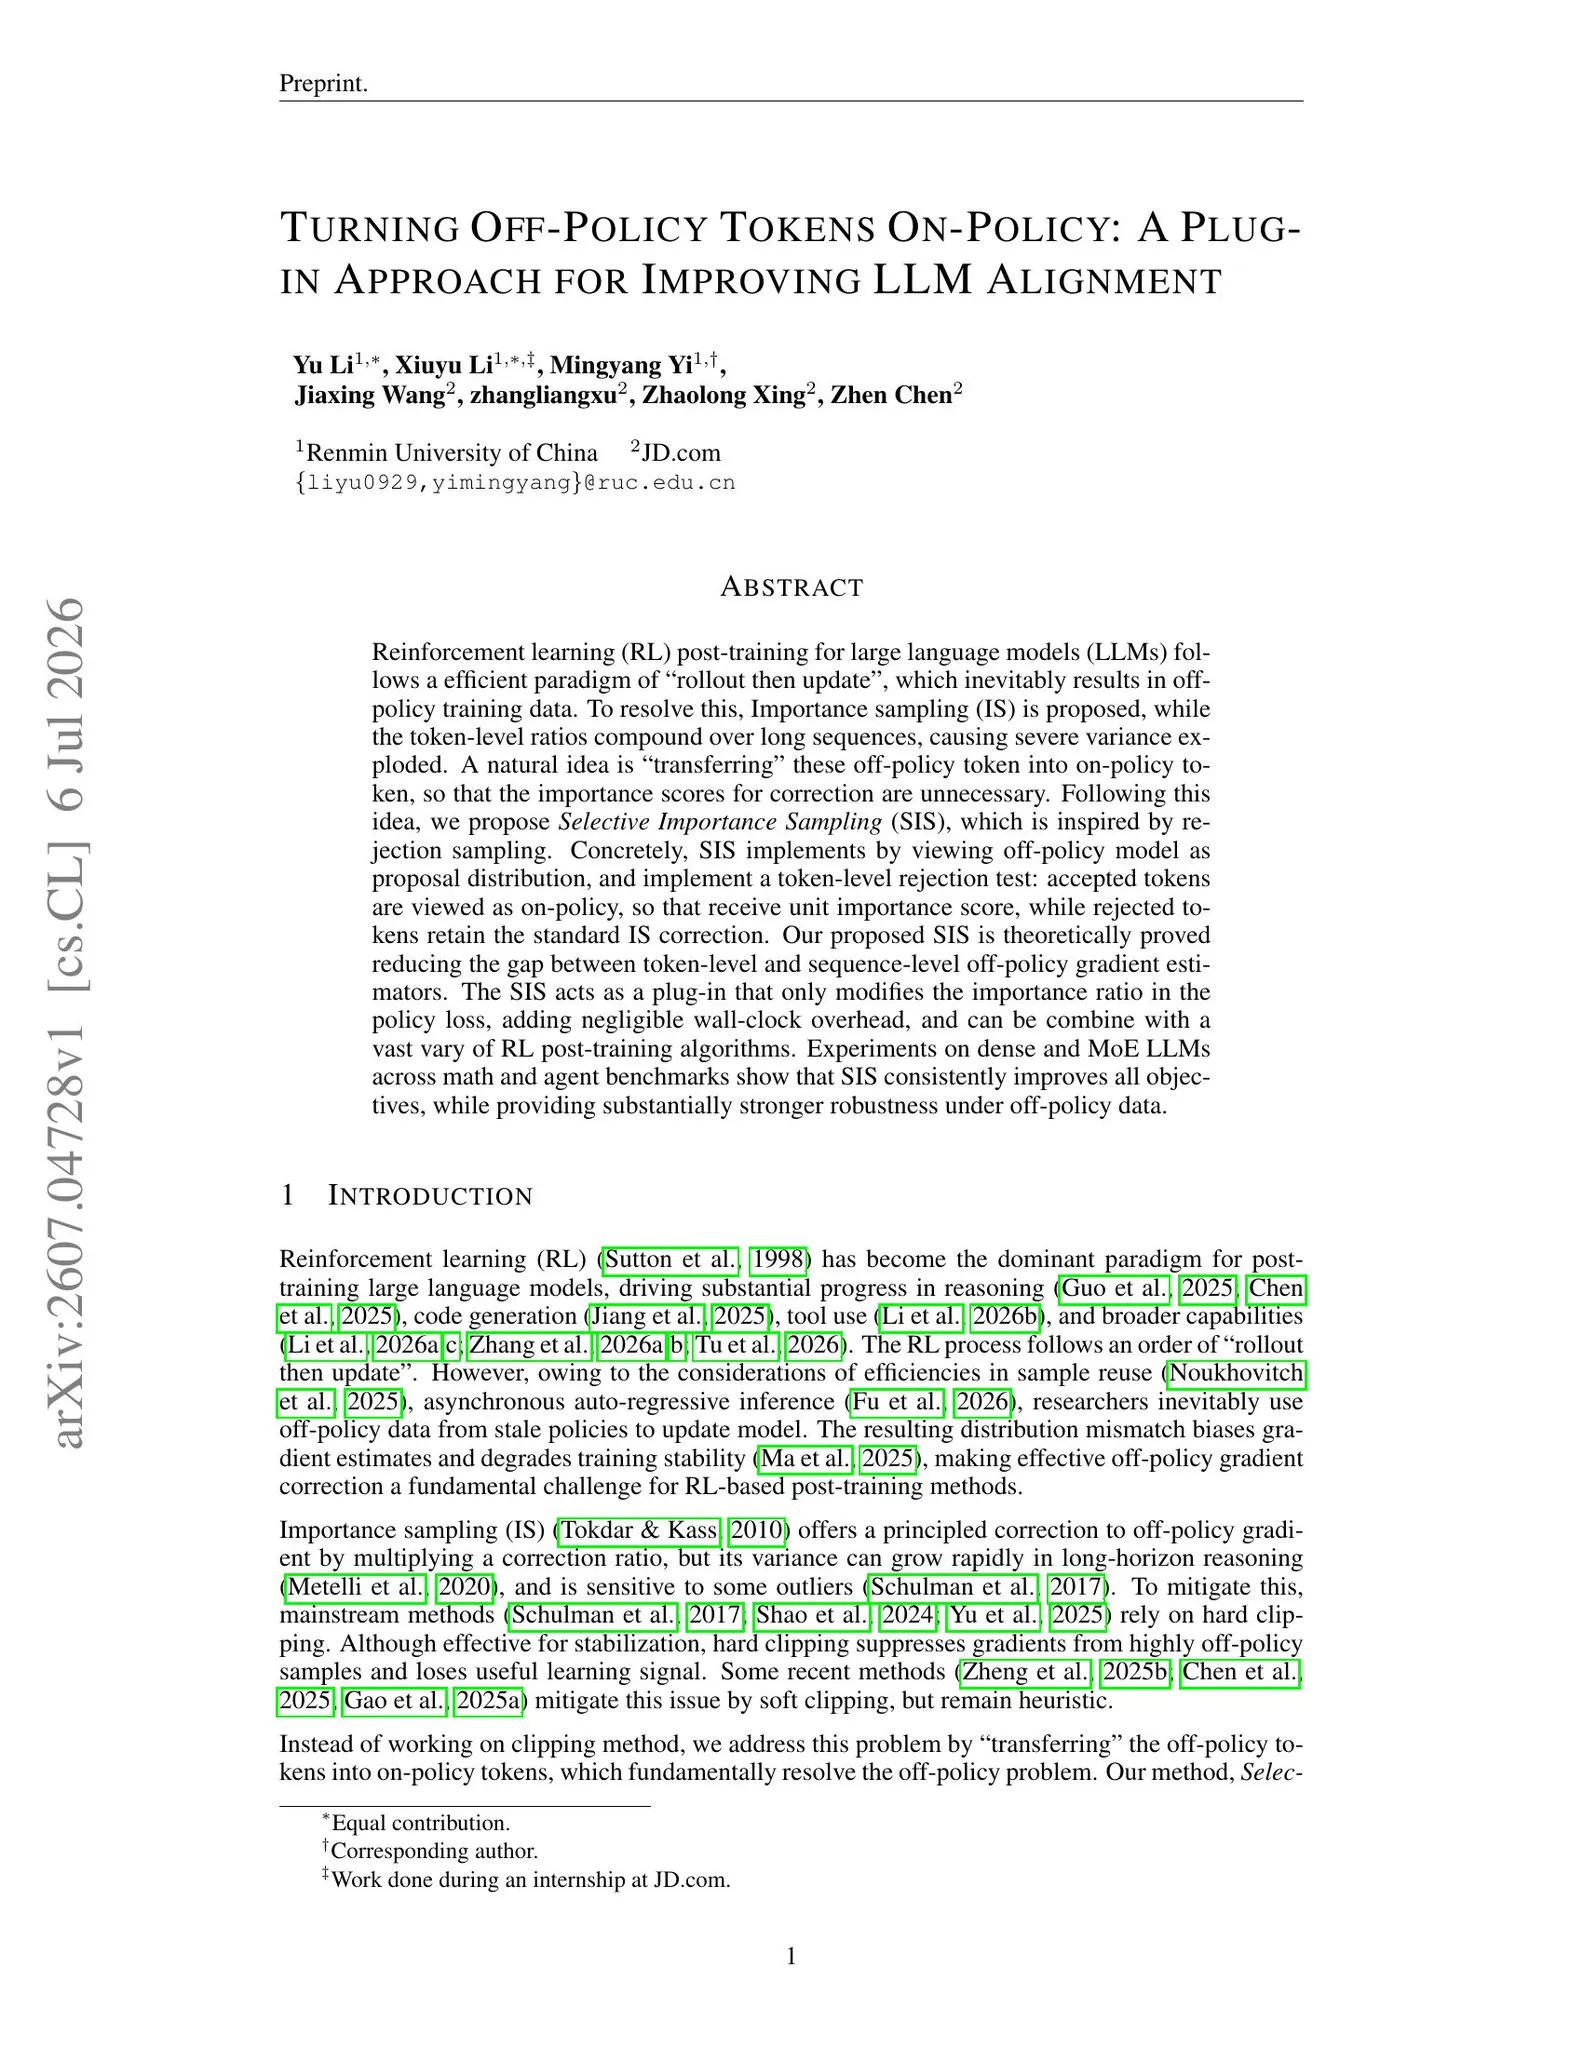 Preprint.
TURNING OFF-POLICY TOKENS ON-POLICY: A PLUG-
IN APPROACH FOR IMPROVING LLM ALIGNMENT
Yu Li1,*, Xiuyu Li1,*,‡, Mingyang Yi1,†,
Jiaxing Wang2, zhangliangxu2, Zhaolong Xing2, Zhen Chen2
1Renmin University of China 2JD.com
{liyu0929,yimingyang}@ruc.edu.cn
ABSTRACT
Reinforcement learning (RL) post-training for large language models (LLMs) fol-
lows a efficient paradigm of “rollout then update”, which inevitably results in off-
policy training data. To resolve this, Importance sampling (IS) is proposed, while
the token-level ratios compound over long sequences, causing severe variance ex-
ploded. A natural idea is “transferring” these off-policy token into on-policy to-
ken, so that the importance scores for correction are unnecessary. Following this
idea, we propose Selective Importance Sampling (SIS), which is inspired by re-
jection sampling. Concretely, SIS implements by viewing off-policy model as
proposal distribution, and implement a token-level rejection test: accepted tokens
are viewed as on-policy, so that receive unit importance score, while rejected to-
kens retain the standard IS correction. Our proposed SIS is theoretically proved
reducing the gap between token-level and sequence-level off-policy gradient esti-
mators. The SIS acts as a plug-in that only modifies the importance ratio in the
policy loss, adding negligible wall-clock overhead, and can be combine with a
vast vary of RL post-training algorithms. Experiments on dense and MoE LLMs
across math and agent benchmarks show that SIS consistently improves all objec-
tives, while providing substantially stronger robustness under off-policy data.
1 INTRODUCTION
Reinforcement learning (RL) (Sutton et al., 1998) has become the dominant paradigm for post-
training large language models, driving substantial progress in reasoning (Guo et al., 2025; Chen
et al., 2025), code generation (Jiang et al., 2025), tool use (Li et al., 2026b), and broader capabilities
(Li et al., 2026a;c; Zhang et al., 2026a;b; Tu et al., 2026). The RL process follows an order of “rollout
then update”. However, owing to the considerations of efficiencies in sample reuse (Noukhovitch
et al., 2025), asynchronous auto-regressive inference (Fu et al., 2026), researchers inevitably use
off-policy data from stale policies to update model. The resulting distribution mismatch biases gra-
dient estimates and degrades training stability (Ma et al., 2025), making effective off-policy gradient
correction a fundamental challenge for RL-based post-training methods.
Importance sampling (IS) (Tokdar & Kass, 2010) offers a principled correction to off-policy gradi-
ent by multiplying a correction ratio, but its variance can grow rapidly in long-horizon reasoning
(Metelli et al., 2020), and is sensitive to some outliers (Schulman et al., 2017). To mitigate this,
mainstream methods (Schulman et al., 2017; Shao et al., 2024; Yu et al., 2025) rely on hard clip-
ping. Although effective for stabilization, hard clipping suppresses gradients from highly off-policy
samples and loses useful learning signal. Some recent methods (Zheng et al., 2025b; Chen et al.,
2025; Gao et al., 2025a) mitigate this issue by soft clipping, but remain heuristic.
Instead of working on clipping method, we address this problem by “transferring” the off-policy to-
kens into on-policy tokens, which fundamentally resolve the off-policy problem. Our method, Selec-
*Equal contribution.
†Corresponding author.
‡Work done during an internship at JD.com.
1
arXiv:2607.04728v1 [cs.CL] 6 Jul 2026